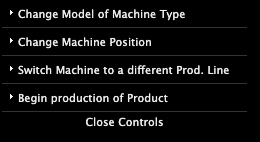 Change Model of Machine Type
Change Machine Position
Switch Machine to a different Prod. Line
Begin production of Product
Close Controls